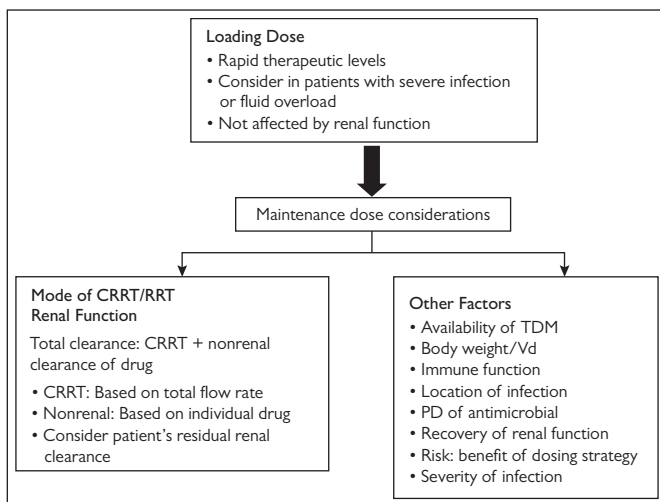 Loading Dose
• Rapid therapeutic levels
• Consider in patients with severe infection
or fluid overload
• Not affected by renal function
Maintenance dose considerations
Mode of CRRT/RRT
Renal Function
Total clearance: CRRT + nonrenal
clearance of drug
• CRRT: Based on total flow rate
• Nonrenal: Based on individual drug
• Consider patient's residual renal
clearance
Other Factors
• Availability of TDM
• Body weight/Vd
• Immune function
• Location of infection
• PD of antimicrobial
• Recovery of renal function
• Risk: benefit of dosing strategy
• Severity of infection